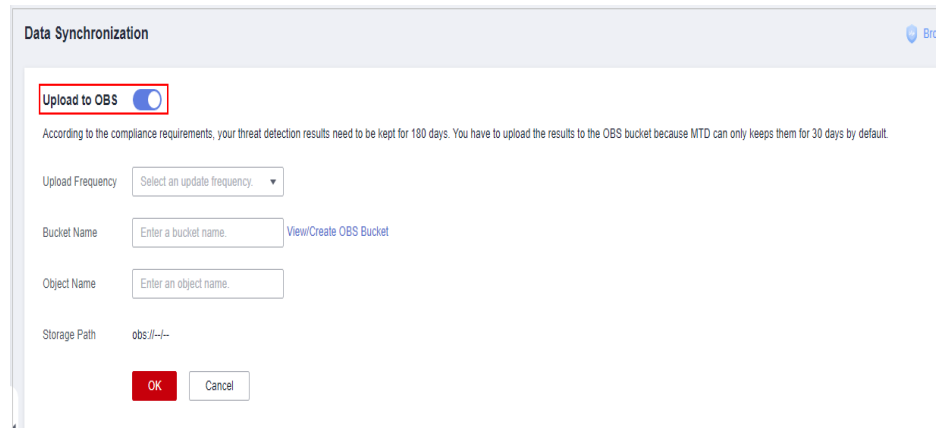 Data Synchronization
Upload to OBS
According to the compliance requirements, your threat detection results need to be kept for 180 days. You have to upload the results to the OBS bucket because MTD can only keeps them for 30 days by default.
Upload Frequency Select an update frequency.
Bucket Name Enter a bucket name. View/Create OBS Bucket
Object Name Enter an object name.
Storage Path obs://--/--
OK Cancel